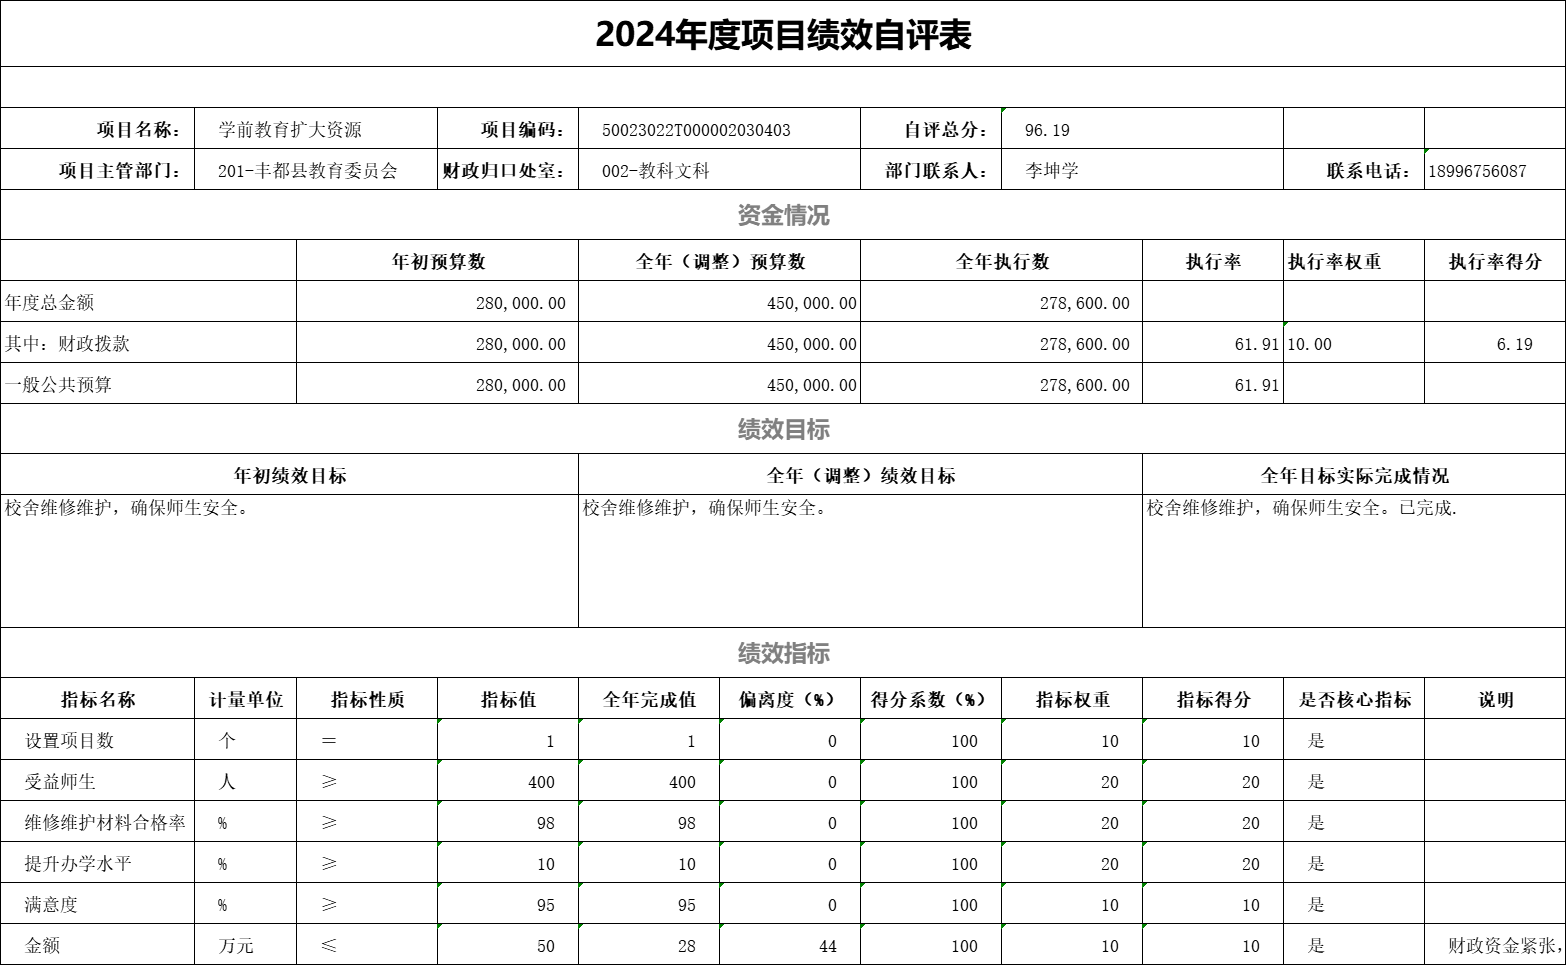 2024年度项目绩效自评表
项目名称： 学前教育扩大资源 项目编码： 50023022T000002030403 自评总分： 96.19
项目主管部门： 201-丰都县教育委员会 财政归口处室： 002-教科文科 部门联系人： 李坤学 联系电话： 18996756087
资金情况
年初预算数 全年（调整）预算数 全年执行数 执行率 执行率权重 执行率得分
年度总金额 280,000.00 450,000.00 278,600.00
其中：财政拨款 280,000.00 450,000.00 278,600.00 61.91 10.00 6.19
一般公共预算 280,000.00 450,000.00 278,600.00 61.91
绩效目标
年初绩效目标 全年（调整）绩效目标 全年目标实际完成情况
校舍维修维护，确保师生安全。 校舍维修维护，确保师生安全。 校舍维修维护，确保师生安全。已完成.
绩效指标
指标名称 计量单位 指标性质 指标值 全年完成值 偏离度（%） 得分系数（%） 指标权重 指标得分 是否核心指标 说明
设置项目数 个 ＝ 1 1 0 100 10 10 是
受益师生 人 ≥ 400 400 0 100 20 20 是
维修维护材料合格率 % ≥ 98 98 0 100 20 20 是
提升办学水平 % ≥ 10 10 0 100 20 20 是
满意度 % ≥ 95 95 0 100 10 10 是
金额 万元 ≤ 50 28 44 100 10 10 是 财政资金紧张，